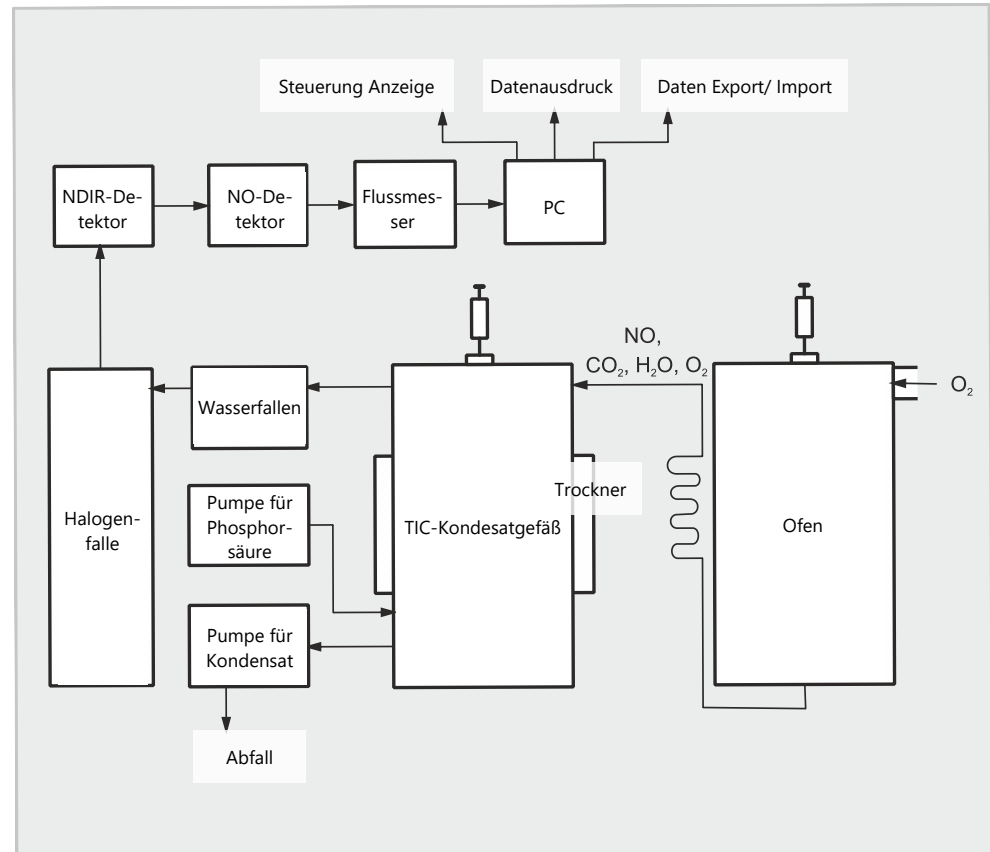 Steuerung Anzeige
Datenausdruck
Daten Export/ Import
NDIR-De-
tektor
NO-De-
tektor
Flussmes-
ser
PC
NO,
CO₂, H₂O, O₂
O₂
Wasserfallen
Halogen-
falle
Pumpe für
Phosphor-
säure
TIC-Kondesatgefäß
Trockner
Ofen
Pumpe für
Kondensat
Abfall